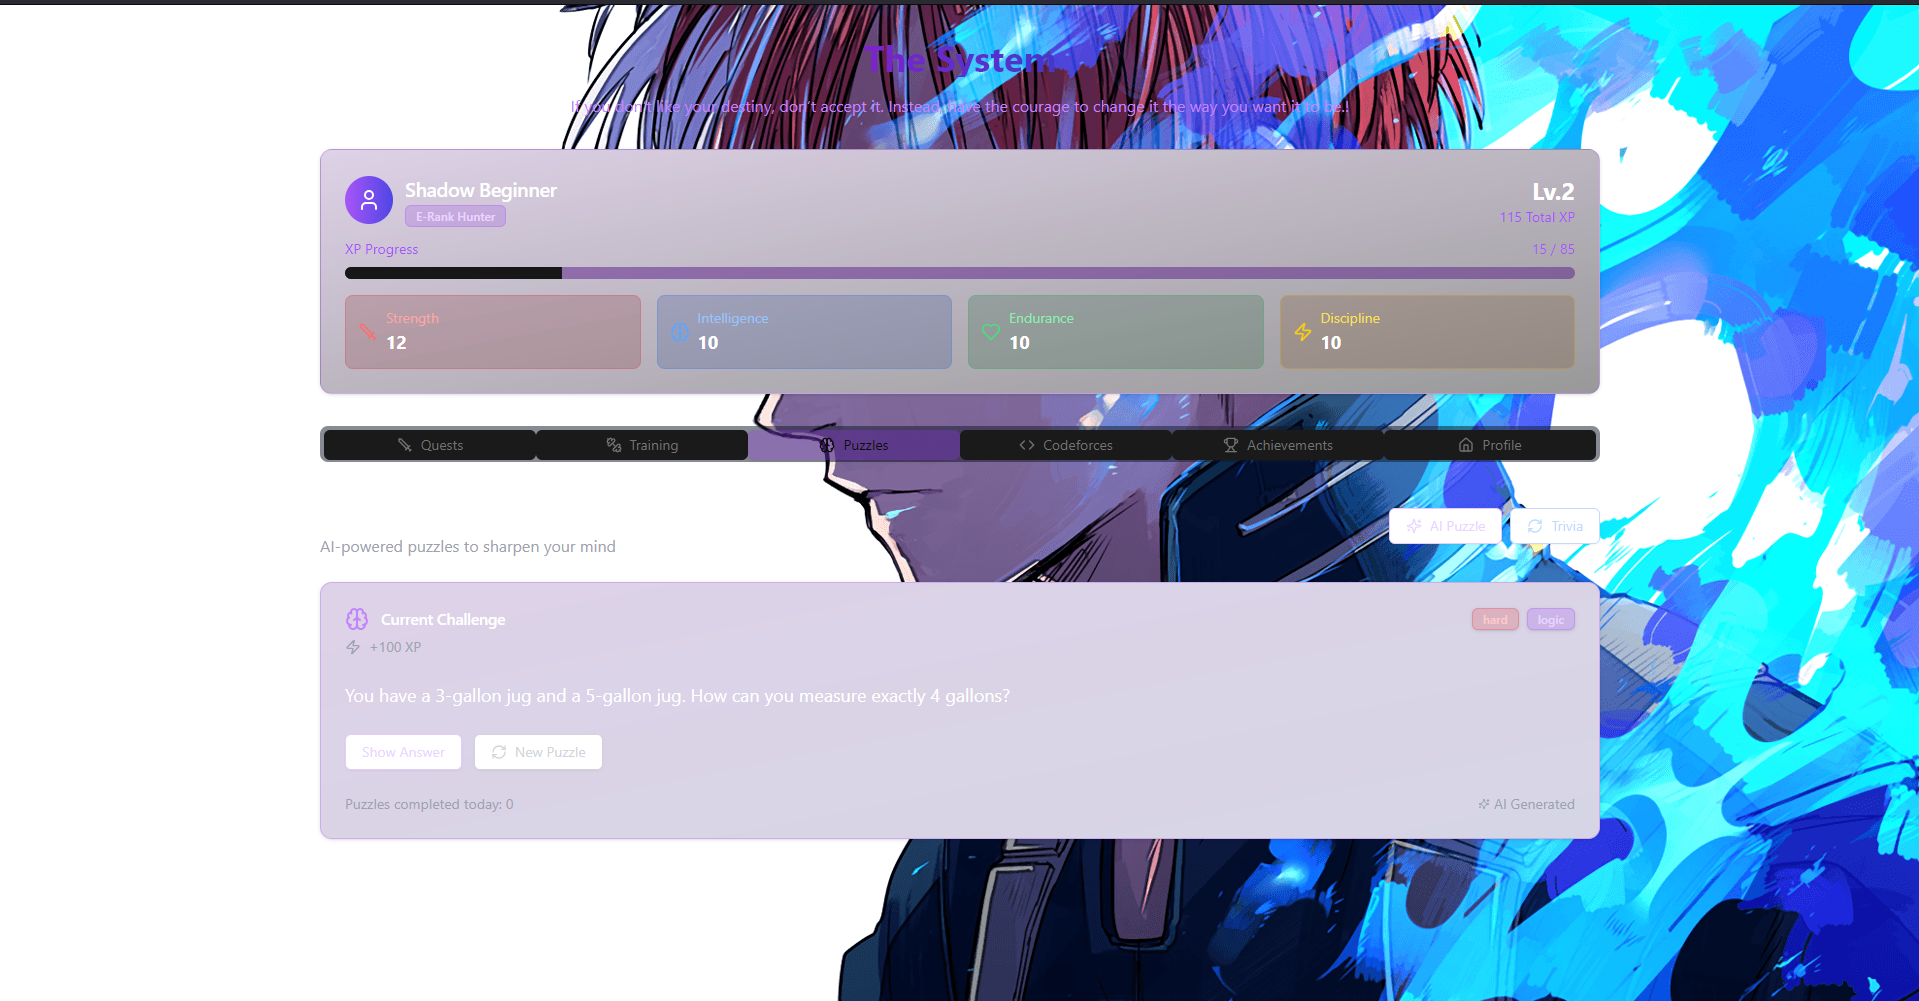 The System
If you don't like your destiny, don't accept it. Instead, have the courage to change it the way you want it to be.!
Shadow Beginner
E-Rank Hunter
Lv.2
115 Total XP
XP Progress
15 / 85
Strength
12
Intelligence
10
Endurance
10
Discipline
10
Quests
Training
Puzzles
Codeforces
Achievements
Profile
AI-powered puzzles to sharpen your mind
AI Puzzle
Trivia
Current Challenge
hard
logic
+100 XP
You have a 3-gallon jug and a 5-gallon jug. How can you measure exactly 4 gallons?
Show Answer
New Puzzle
Puzzles completed today: 0
AI Generated